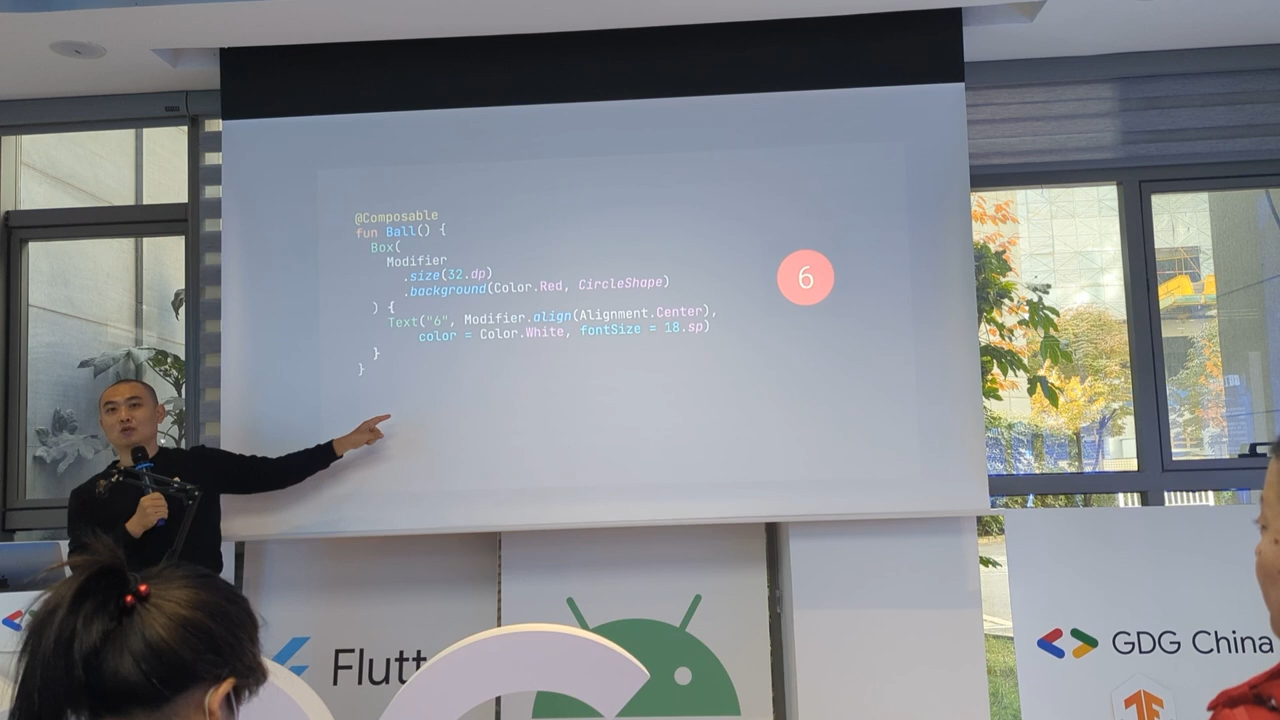 @Composable
fun Ball() {
Box(
Modifier
.size(32.dp)
.background(Color.Red, CircleShape)
) {
Text("6", Modifier.align(Alignment.Center),
color = Color.White, fontSize = 18.sp)
}
}
6
Flutt
GDG China